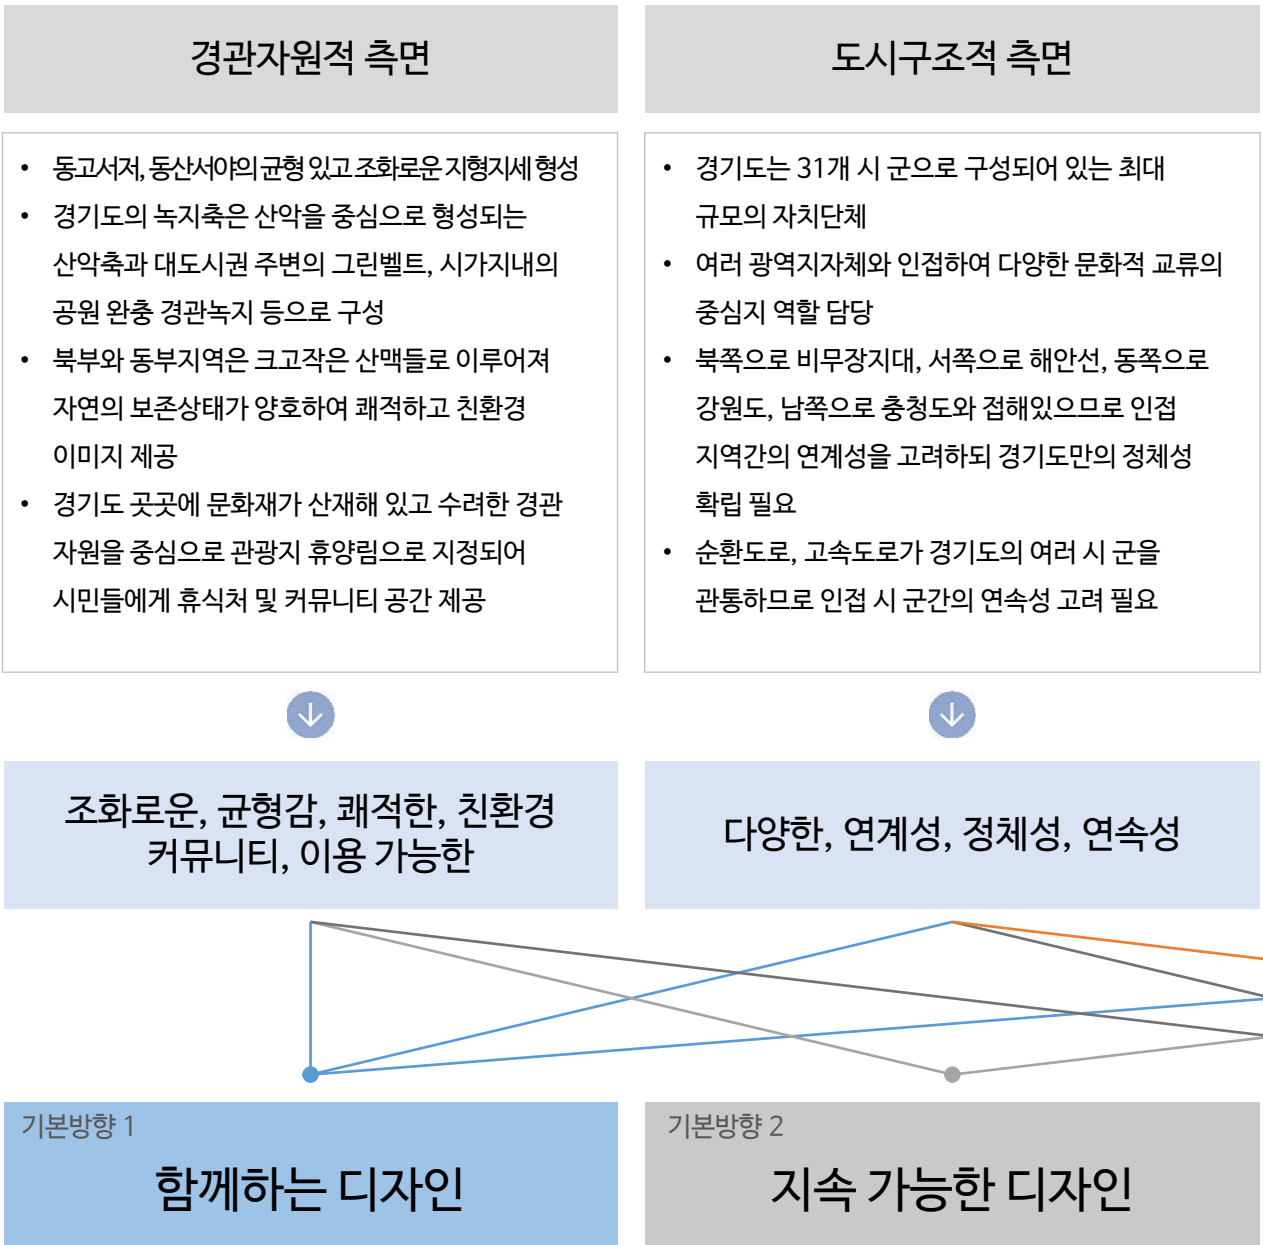 경관자원적 측면
• 동고서저, 동산서야의 균형 있고 조화로운 지형지세 형성
• 경기도의 녹지축은 산악을 중심으로 형성되는
산악축과 대도시권 주변의 그린벨트, 시가지내의
공원 완충 경관녹지 등으로 구성
• 북부와 동부지역은 크고작은 산맥들로 이루어져
자연의 보존상태가 양호하여 쾌적하고 친환경
이미지 제공
• 경기도 곳곳에 문화재가 산재해 있고 수려한 경관
자원을 중심으로 관광지 휴양림으로 지정되어
시민들에게 휴식처 및 커뮤니티 공간 제공
조화로운, 균형감, 쾌적한, 친환경
커뮤니티, 이용 가능한
도시구조적 측면
• 경기도는 31개 시 군으로 구성되어 있는 최대
규모의 자치단체
• 여러 광역지자체와 인접하여 다양한 문화적 교류의
중심지 역할 담당
• 북쪽으로 비무장지대, 서쪽으로 해안선, 동쪽으로
강원도, 남쪽으로 충청도와 접해있으므로 인접
지역간의 연계성을 고려하되 경기도만의 정체성
확립 필요
• 순환도로, 고속도로가 경기도의 여러 시 군을
관통하므로 인접 시 군간의 연속성 고려 필요
다양한, 연계성, 정체성, 연속성
기본방향 1
함께하는 디자인
기본방향 2
지속 가능한 디자인